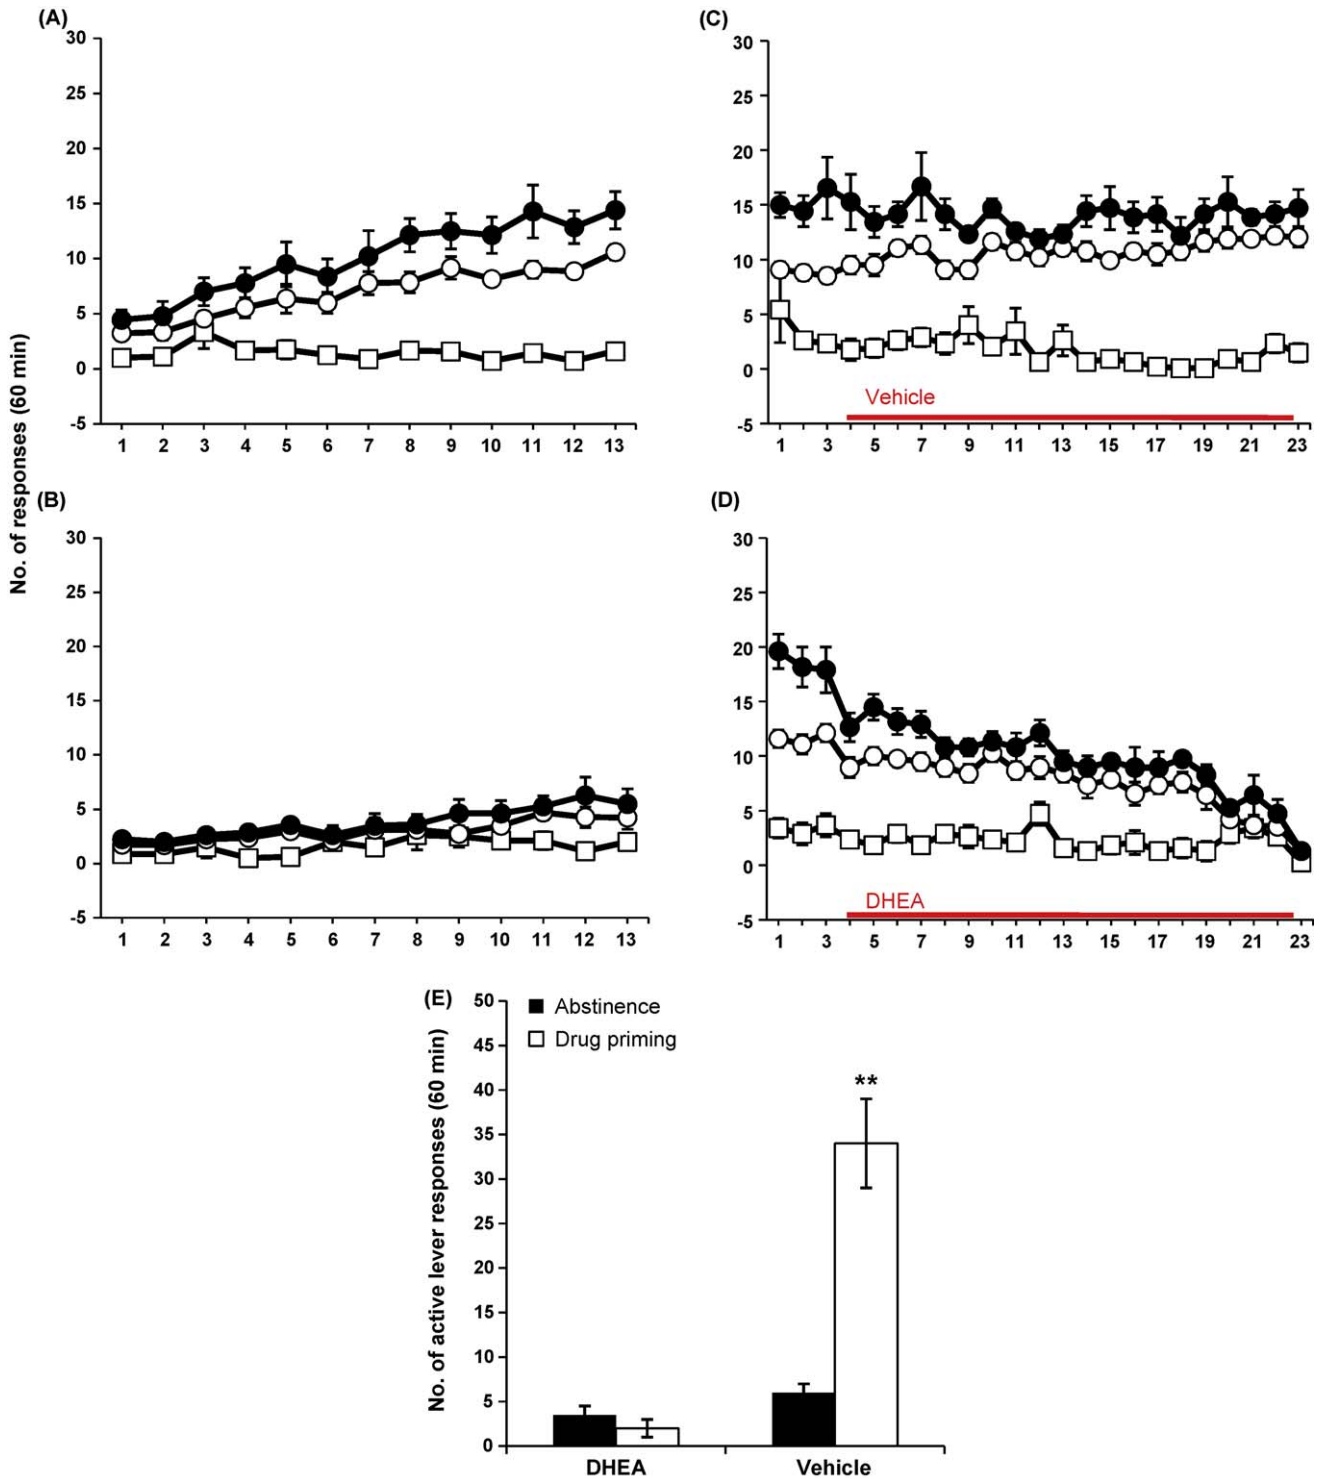 (A)
30
25
20
15
10
5
0
-5
1 2 3 4 5 6 7 8 9 10 11 12 13
(C)
30
25
20
15
10
5
0
-5
Vehicle
1 3 5 7 9 11 13 15 17 19 21 23
No. of responses (60 min)
(B)
30
25
20
15
10
5
0
-5
1 2 3 4 5 6 7 8 9 10 11 12 13
(D)
30
25
20
15
10
5
0
-5
DHEA
1 3 5 7 9 11 13 15 17 19 21 23
(E)
No. of active lever responses (60 min)
50
45
40
35
30
25
20
15
10
5
0
Abstinence
Drug priming
**
DHEA Vehicle